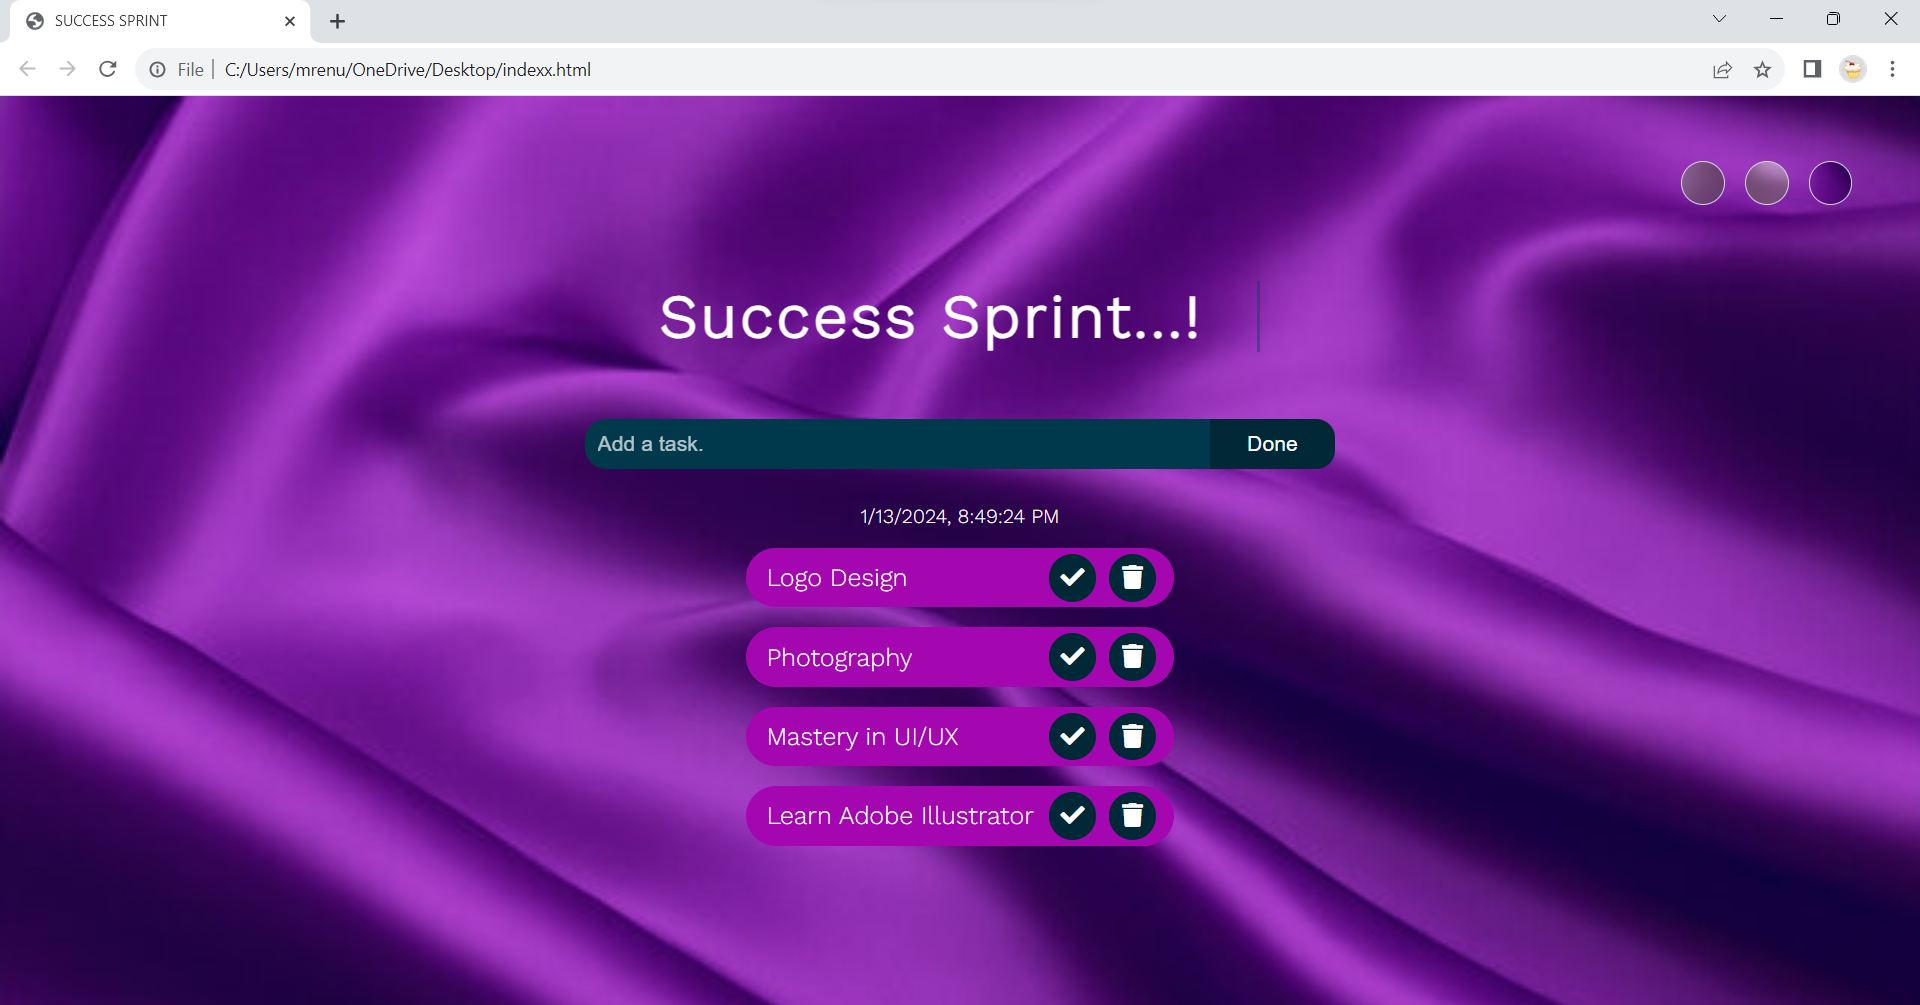 SUCCESS SPRINT
File | C:/Users/mrenu/OneDrive/Desktop/indexx.html
Success Sprint...!
Add a task.
Done
1/13/2024, 8:49:24 PM
Logo Design
Photography
Mastery in UI/UX
Learn Adobe Illustrator